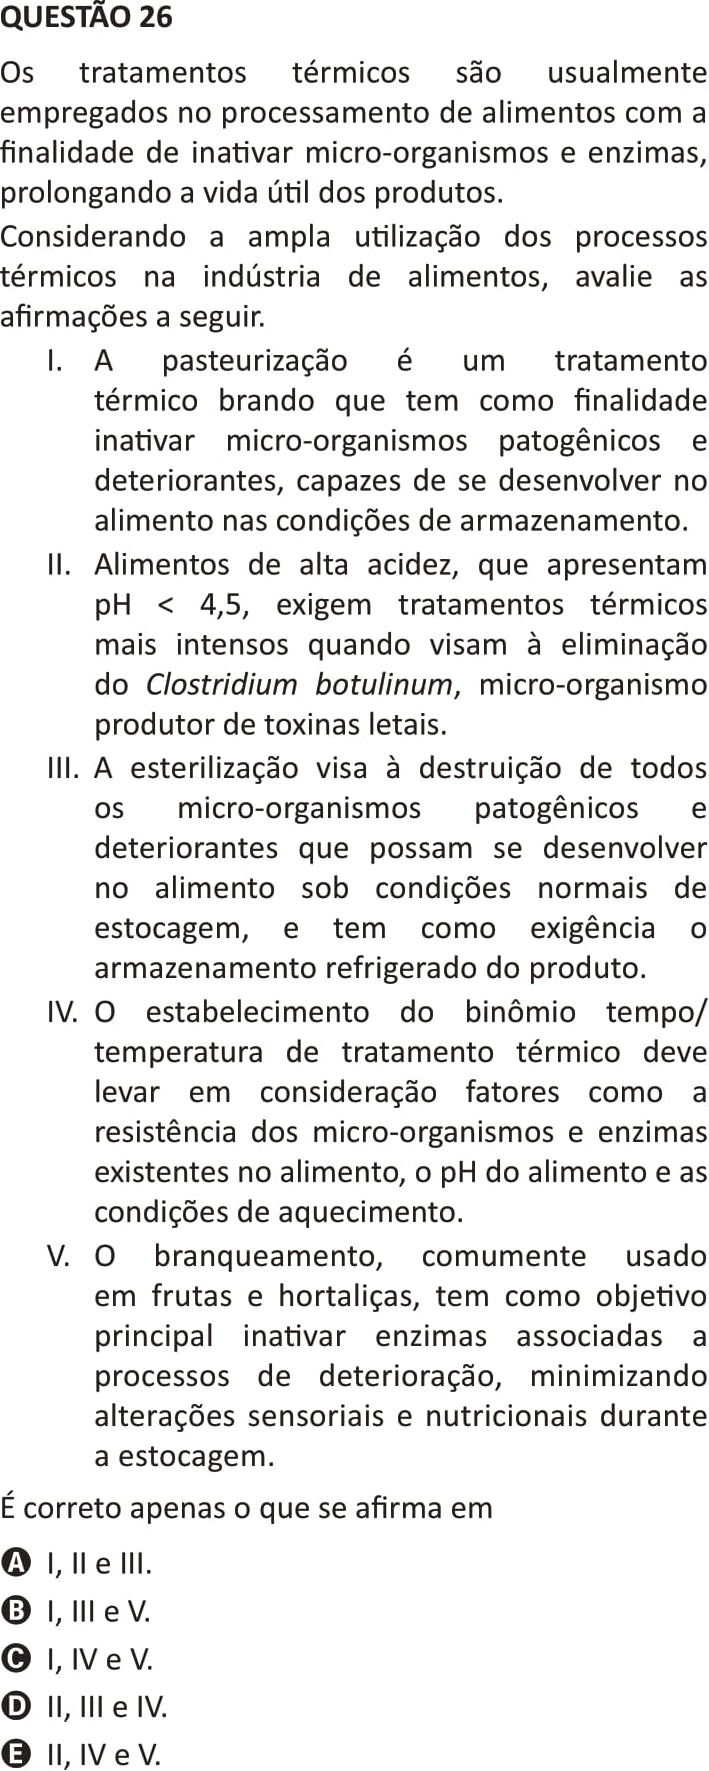 QUESTÃO 26
Os tratamentos térmicos são usualmente
empregados no processamento de alimentos com a
finalidade de inativar micro-organismos e enzimas,
prolongando a vida útil dos produtos.
Considerando a ampla utilização dos processos
térmicos na indústria de alimentos, avalie as
afirmações a seguir.
I. A pasteurização é um tratamento
térmico brando que tem como finalidade
inativar micro-organismos patogênicos e
deteriorantes, capazes de se desenvolver no
alimento nas condições de armazenamento.
II. Alimentos de alta acidez, que apresentam
pH < 4,5, exigem tratamentos térmicos
mais intensos quando visam à eliminação
do Clostridium botulinum, micro-organismo
produtor de toxinas letais.
III. A esterilização visa à destruição de todos
os micro-organismos patogênicos e
deteriorantes que possam se desenvolver
no alimento sob condições normais de
estocagem, e tem como exigência o
armazenamento refrigerado do produto.
IV. O estabelecimento do binômio tempo/
temperatura de tratamento térmico deve
levar em consideração fatores como a
resistência dos micro-organismos e enzimas
existentes no alimento, o pH do alimento e as
condições de aquecimento.
V. O branqueamento, comumente usado
em frutas e hortaliças, tem como objetivo
principal inativar enzimas associadas a
processos de deterioração, minimizando
alterações sensoriais e nutricionais durante
a estocagem.
É correto apenas o que se afirma em
A I, II e III.
B I, III e V.
C I, IV e V.
D II, III e IV.
E II, IV e V.